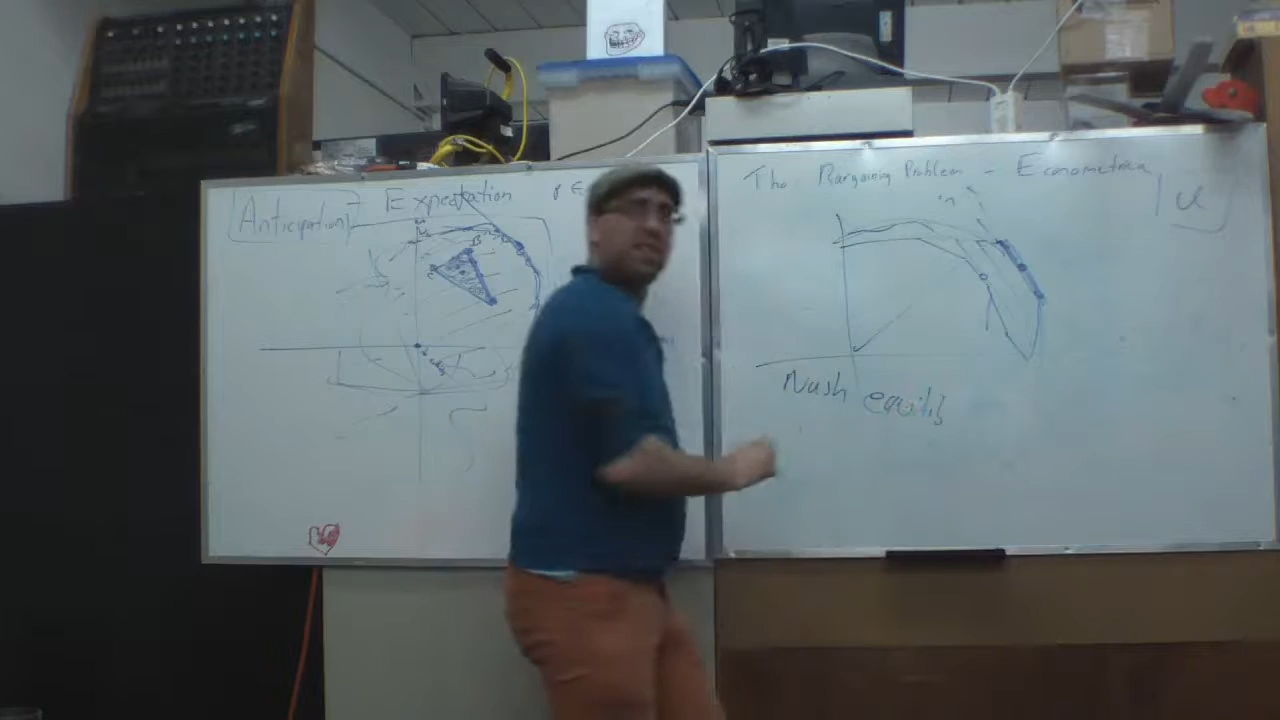 [Anticipation] Expectation
The Bargaining Problem - Econometrica
u
Nash equilib